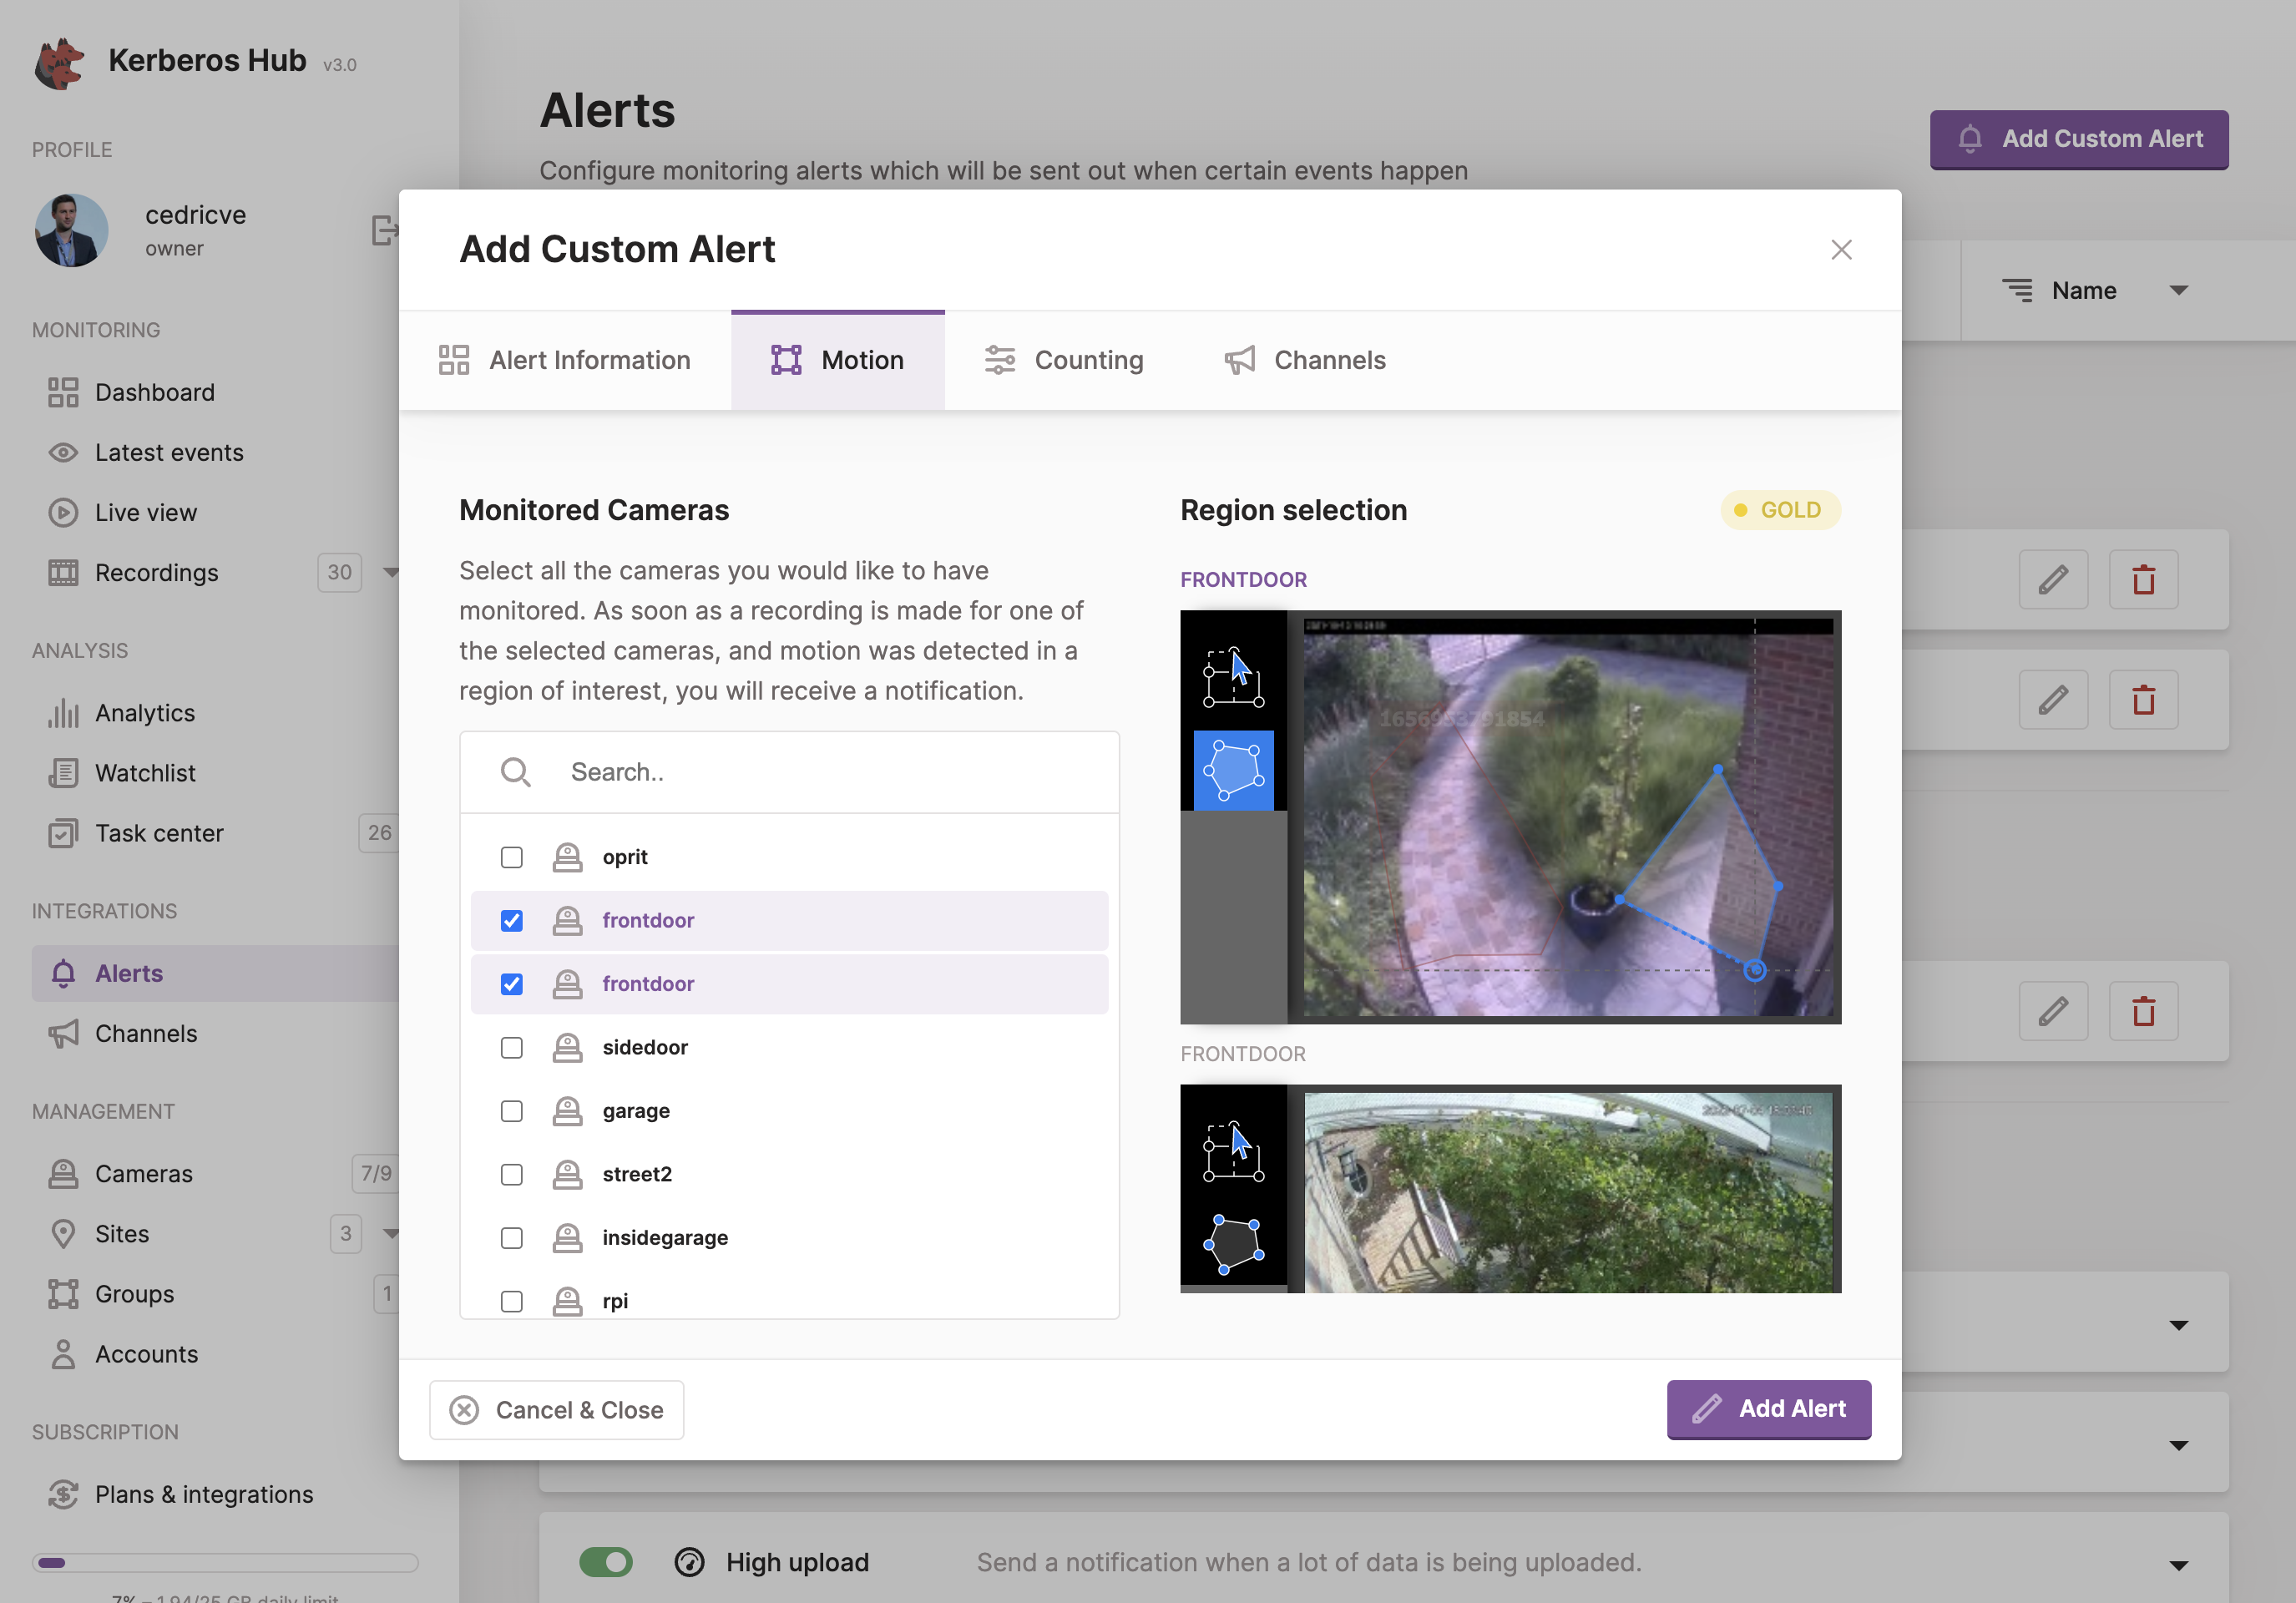 Kerberos Hub v3.0
PROFILE
cedricve
owner
MONITORING
Dashboard
Latest events
Live view
Recordings
30
ANALYSIS
Analytics
Watchlist
Task center
26
INTEGRATIONS
Alerts
Channels
MANAGEMENT
Cameras
7/9
Sites
3
Groups
1
Accounts
SUBSCRIPTION
Plans & integrations
7% – 1.94/25 GB daily limit
Alerts
Configure monitoring alerts which will be sent out when certain events happen
Add Custom Alert
Name
Add Custom Alert
Alert Information
Motion
Counting
Channels
Monitored Cameras
Select all the cameras you would like to have
monitored. As soon as a recording is made for one of
the selected cameras, and motion was detected in a
region of interest, you will receive a notification.
Search..
oprit
frontdoor
frontdoor
sidedoor
garage
street2
insidegarage
rpi
Region selection
GOLD
FRONTDOOR
1656953791854
FRONTDOOR
Cancel & Close
Add Alert
High upload
Send a notification when a lot of data is being uploaded.